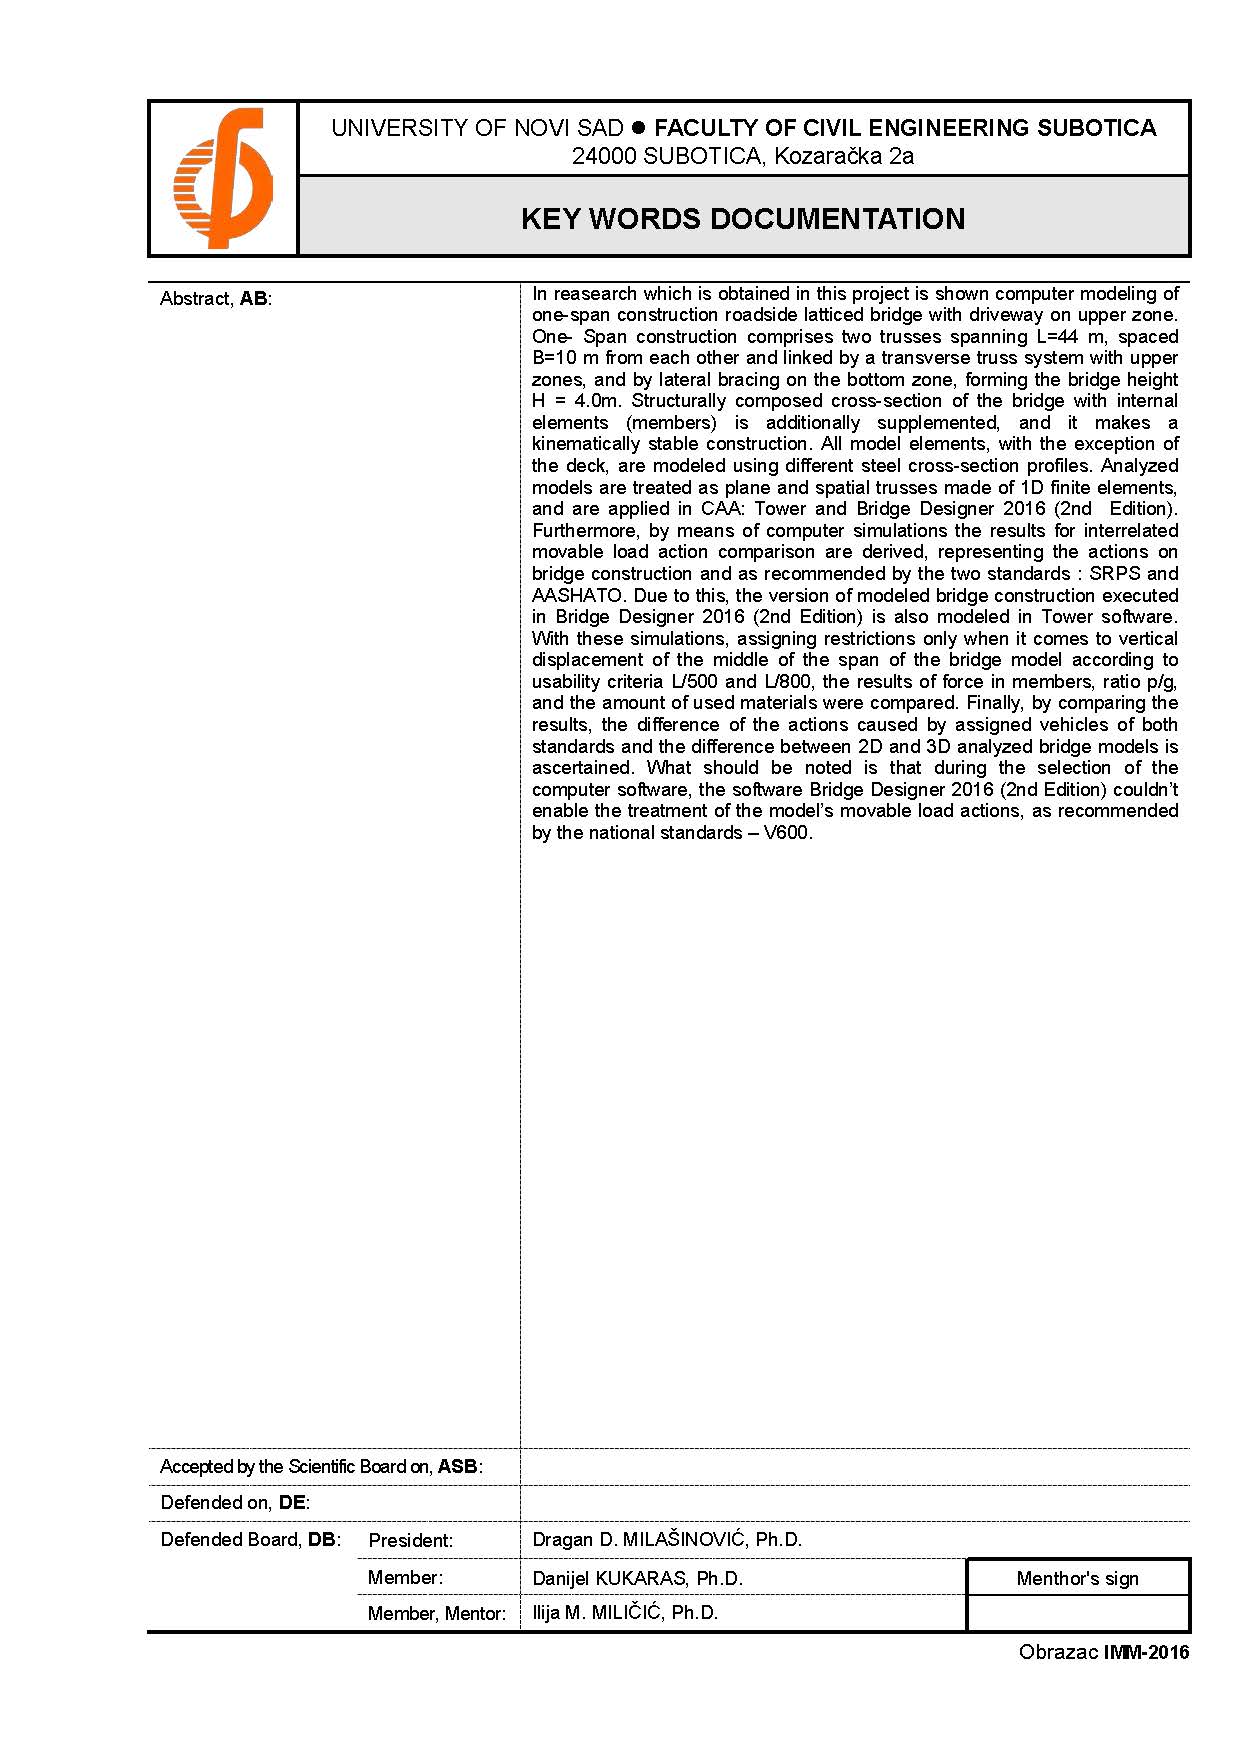 UNIVERSITY OF NOVI SAD ● FACULTY OF CIVIL ENGINEERING SUBOTICA
24000 SUBOTICA, Kozaračka 2a
KEY WORDS DOCUMENTATION
Abstract, AB:
In reasearch which is obtained in this project is shown computer modeling of
one-span construction roadside latticed bridge with driveway on upper zone.
One- Span construction comprises two trusses spanning L=44 m, spaced
B=10 m from each other and linked by a transverse truss system with upper
zones, and by lateral bracing on the bottom zone, forming the bridge height
H = 4.0m. Structurally composed cross-section of the bridge with internal
elements (members) is additionally supplemented, and it makes a
kinematically stable construction. All model elements, with the exception of
the deck, are modeled using different steel cross-section profiles. Analyzed
models are treated as plane and spatial trusses made of 1D finite elements,
and are applied in CAA: Tower and Bridge Designer 2016 (2nd Edition).
Furthermore, by means of computer simulations the results for interrelated
movable load action comparison are derived, representing the actions on
bridge construction and as recommended by the two standards : SRPS and
AASHATO. Due to this, the version of modeled bridge construction executed
in Bridge Designer 2016 (2nd Edition) is also modeled in Tower software.
With these simulations, assigning restrictions only when it comes to vertical
displacement of the middle of the span of the bridge model according to
usability criteria L/500 and L/800, the results of force in members, ratio p/g,
and the amount of used materials were compared. Finally, by comparing the
results, the difference of the actions caused by assigned vehicles of both
standards and the difference between 2D and 3D analyzed bridge models is
ascertained. What should be noted is that during the selection of the
computer software, the software Bridge Designer 2016 (2nd Edition) couldn't
enable the treatment of the model's movable load actions, as recommended
by the national standards – V600.
Accepted by the Scientific Board on, ASB:
Defended on, DE:
Defended Board, DB: President: Dragan D. MILAŠINOVIĆ, Ph.D.
Member: Danijel KUKARAS, Ph.D. Menthor's sign
Member, Mentor: Ilija M. MILIČIĆ, Ph.D.
Obrazac IMM-2016